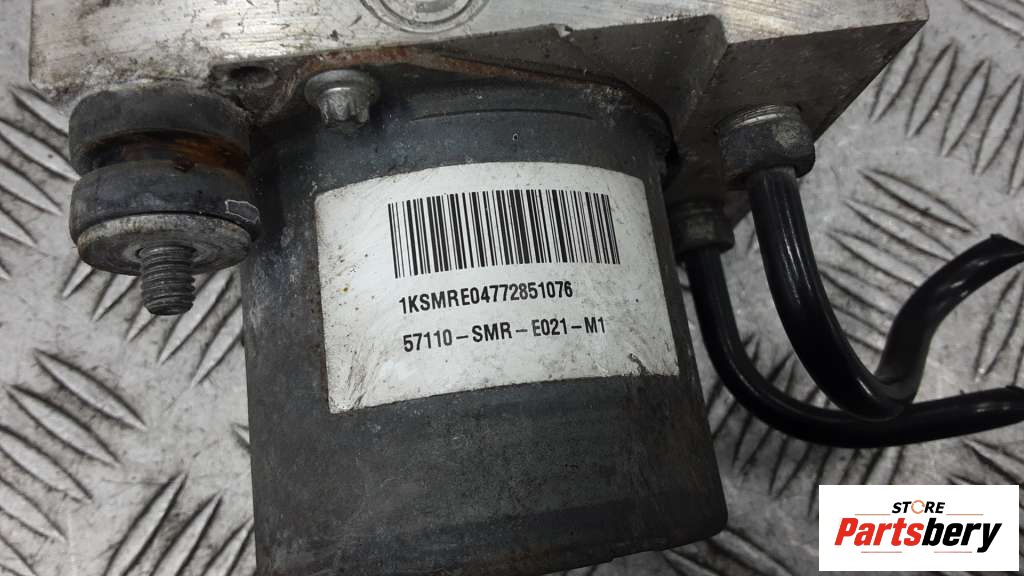 1KSMRE04772851076
57110-SMR-E021-M1
STORE
Partsbery